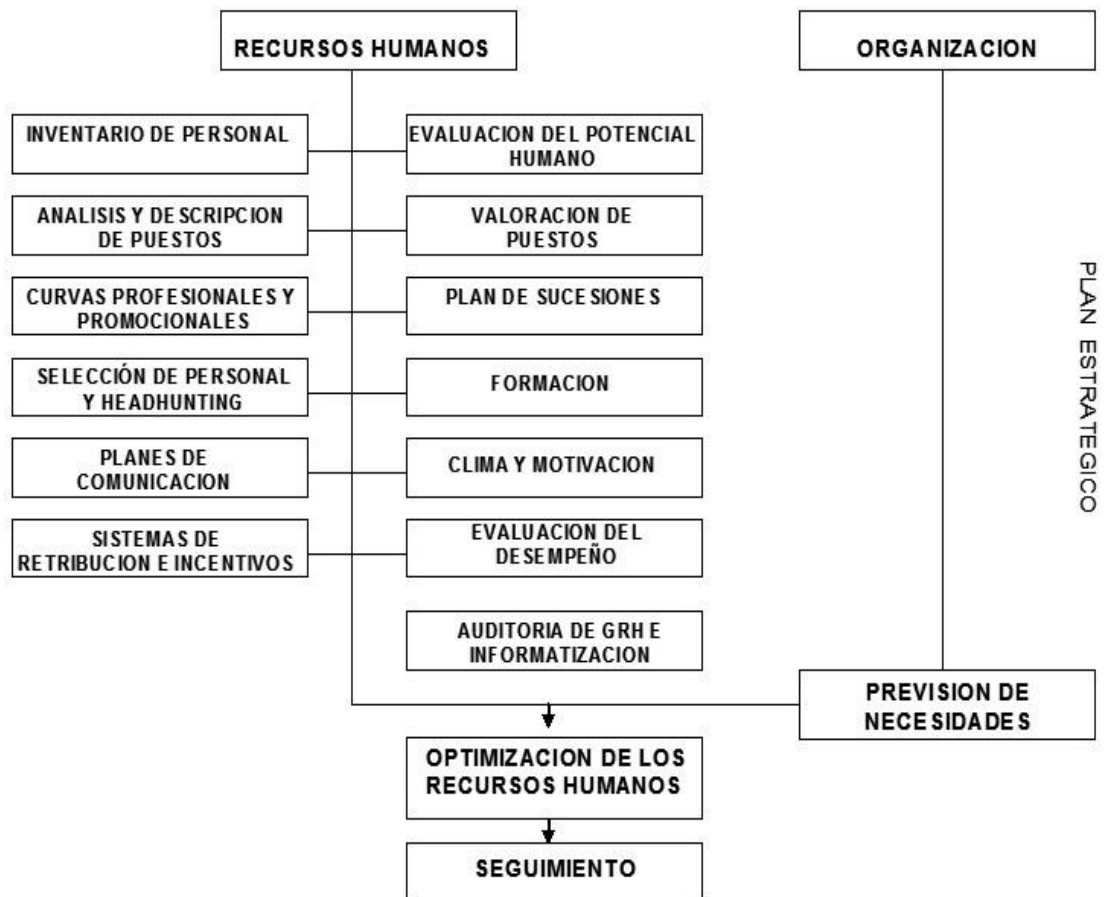 RECURSOS HUMANOS
ORGANIZACION
INVENTARIO DE PERSONAL
EVALUACION DEL POTENCIAL
HUMANO
ANALISIS Y DESCRIPCION
DE PUESTOS
VALORACION DE
PUESTOS
CURVAS PROFESIONALES Y
PROMOCIONALES
PLAN DE SUCESIONES
SELECCIÓN DE PERSONAL
Y HEADHUNTING
FORMACION
PLANES DE
COMUNICACION
CLIMA Y MOTIVACION
SISTEMAS DE
RETRIBUCION E INCENTIVOS
EVALUACION DEL
DESEMPEÑO
AUDITORIA DE GRH E
INFORMATIZACION
PLAN ESTRATEGICO
PREVISION DE
NECESIDADES
OPTIMIZACION DE LOS
RECURSOS HUMANOS
SEGUIMIENTO